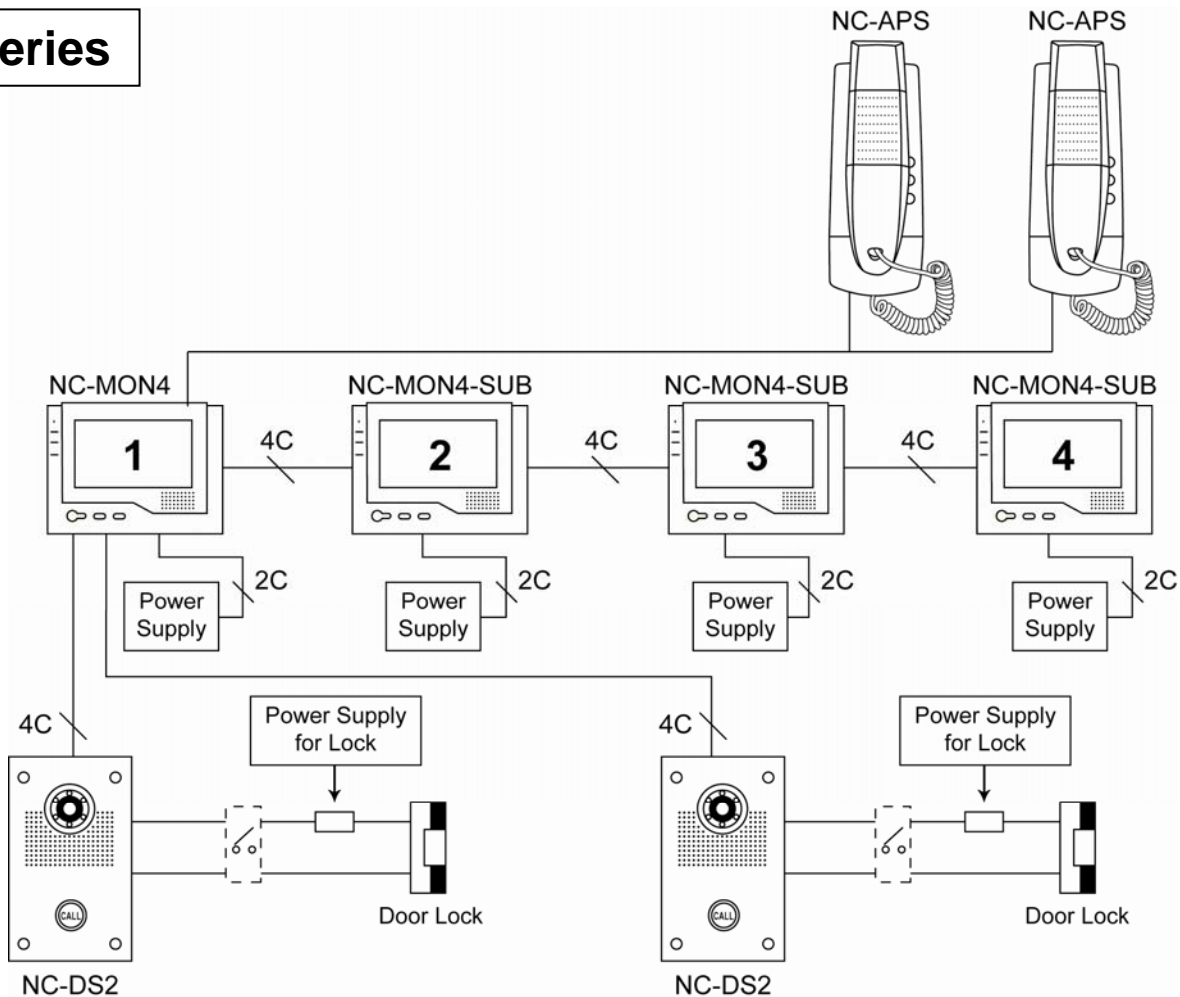 eries
NC-APS
NC-APS
NC-MON4
NC-MON4-SUB
NC-MON4-SUB
NC-MON4-SUB
1
4C
2
4C
3
4C
4
Power
Supply
2C
Power
Supply
2C
Power
Supply
2C
Power
Supply
2C
4C
Power Supply
for Lock
4C
Power Supply
for Lock
CALL
Door Lock
CALL
Door Lock
NC-DS2
NC-DS2